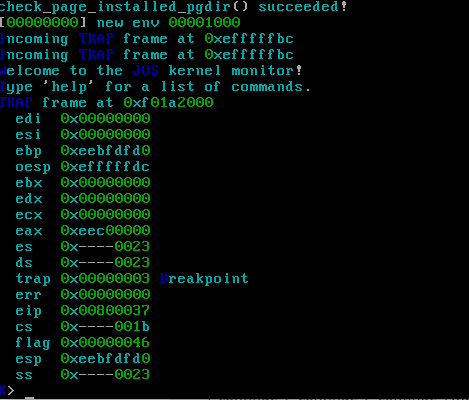 check_page_installed_pgdir() succeeded!
[00000000] new env 00001000
Incoming TRAP frame at 0xefffffbc
Incoming TRAP frame at 0xefffffbc
Welcome to the JOS kernel monitor!
Type 'help' for a list of commands.
TRAP frame at 0xf01a2000
edi 0x00000000
esi 0x00000000
ebp 0xeebfdfd0
oesp 0xefffffdc
ebx 0x00000000
edx 0x00000000
ecx 0x00000000
eax 0xeec00000
es 0x----0023
ds 0x----0023
trap 0x00000003 Breakpoint
err 0x00000000
eip 0x00800037
cs 0x----001b
flag 0x00000046
esp 0xeebfdfd0
ss 0x----0023
K> _